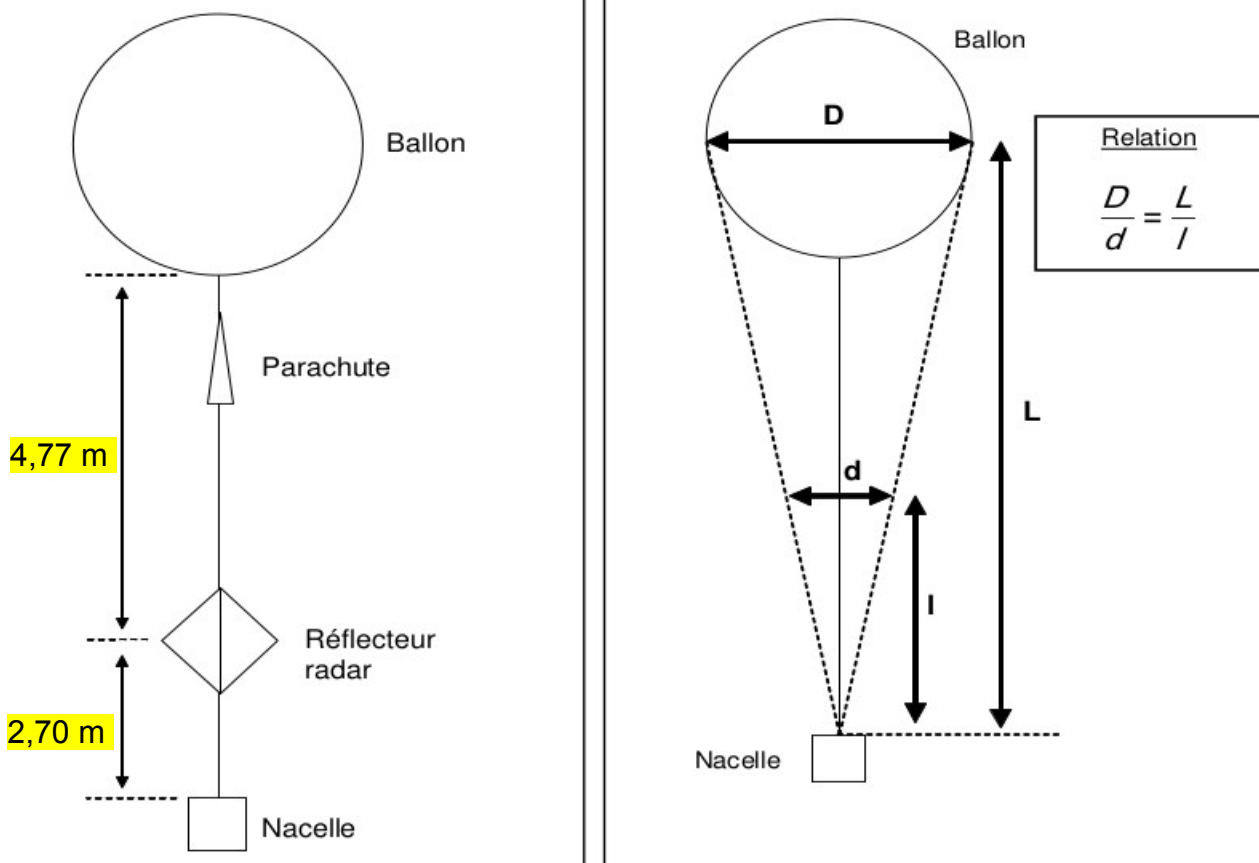 Ballon
Parachute
4,77 m
Réflecteur
radar
2,70 m
Nacelle
Ballon
D
Relation
D/d = L/l
L
d
l
Nacelle